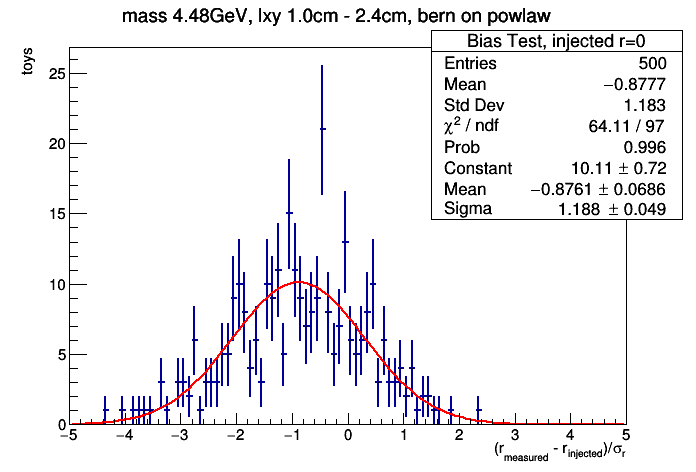 mass 4.48GeV, lxy 1.0cm - 2.4cm, bern on powlaw
toys
Bias Test, injected r=0
Entries 500
Mean −0.8777
Std Dev 1.183
χ² / ndf 64.11 / 97
Prob 0.996
Constant 10.11 ± 0.72
Mean −0.8761 ± 0.0686
Sigma 1.188 ± 0.049
25
20
15
10
5
0
−5 −4 −3 −2 −1 0 1 2 3 4 5
(r_measured - r_injected)/σ_r